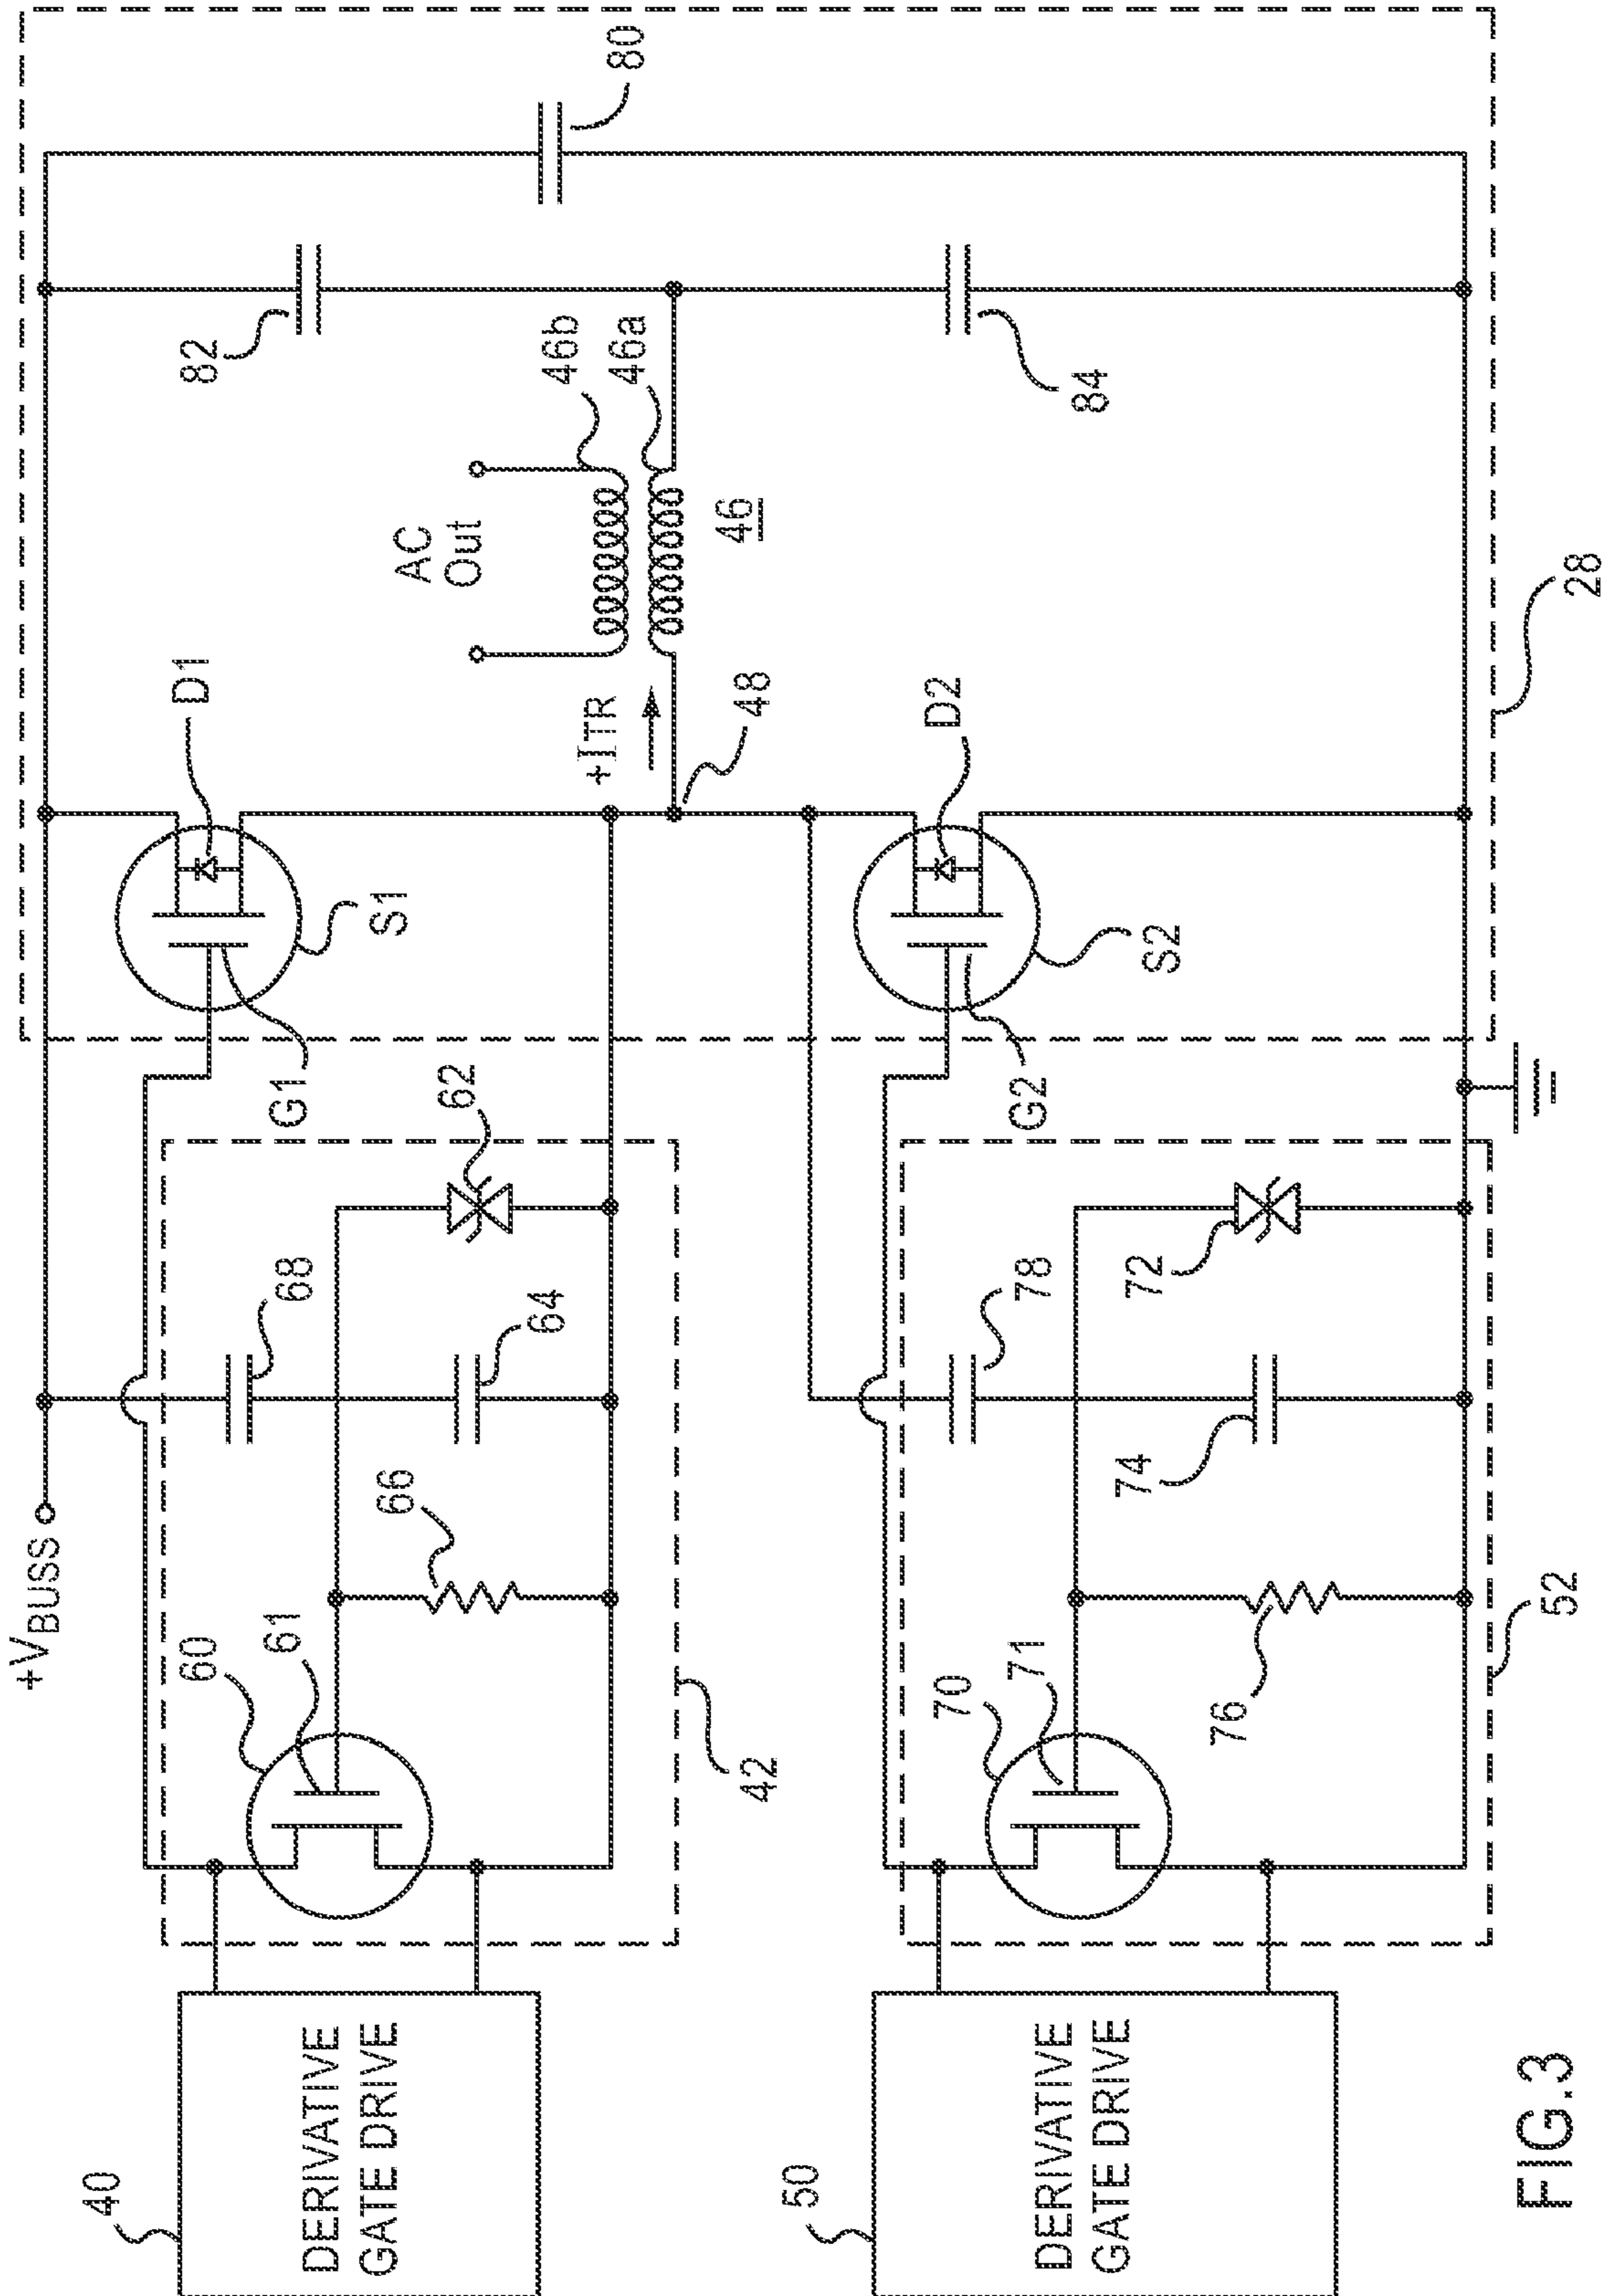 +VBUSS
80
82
D1
46b
46a
AC
Out
46
84
S1
+ITR
48
D2
28
G1
62
S2
G2
68
64
78
72
66
74
60
61
42
70
71
76
52
40
DERIVATIVE
GATE DRIVE
50
DERIVATIVE
GATE DRIVE
FIG.3